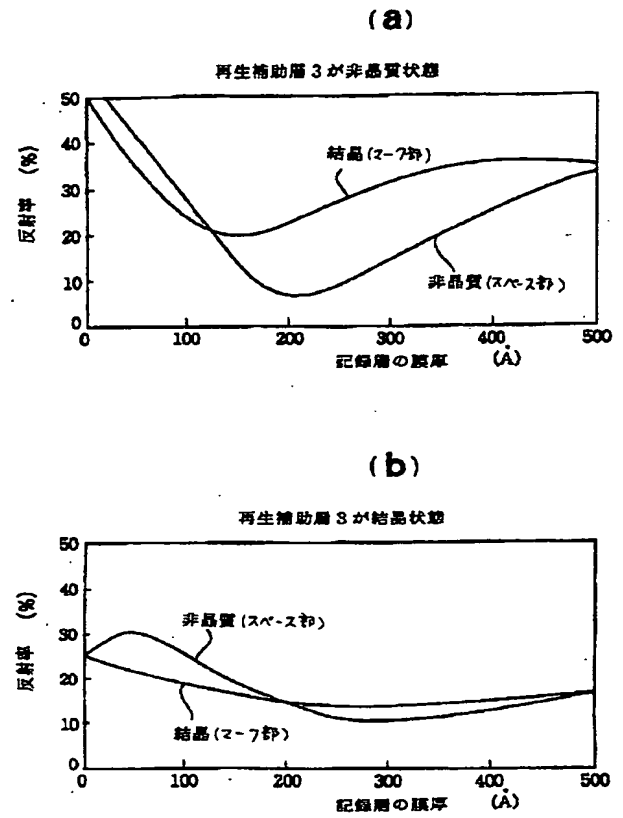 (a)
再生補助層3が非晶質状態
50
40
30
20
10
0
反射率 (%)
結晶(マーク部)
非晶質(スペース部)
0 100 200 300 400 500
記録層の膜厚 (Å)
(b)
再生補助層3が結晶状態
50
40
30
20
10
0
反射率 (%)
非晶質(スペース部)
結晶(マーク部)
0 100 200 300 400 500
記録層の膜厚 (Å)